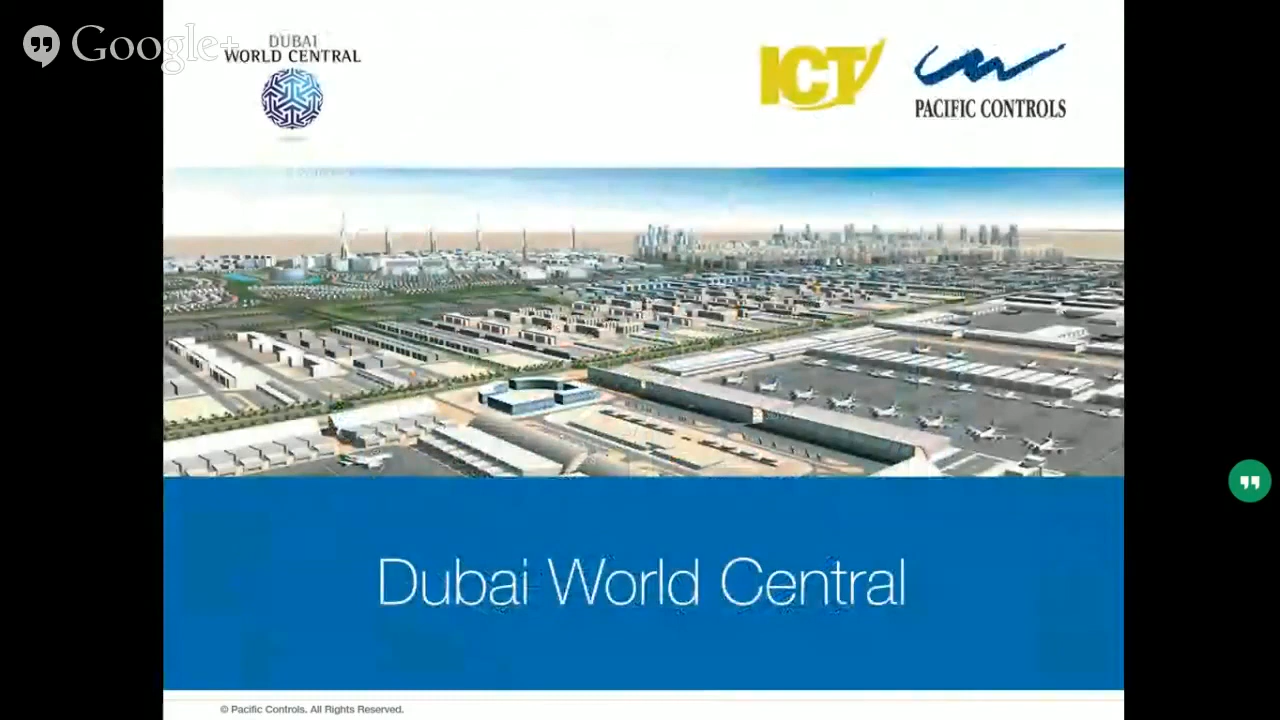 Google+
DUBAI
WORLD CENTRAL
ICT
PACIFIC CONTROLS
Dubai World Central
© Pacific Controls. All Rights Reserved.